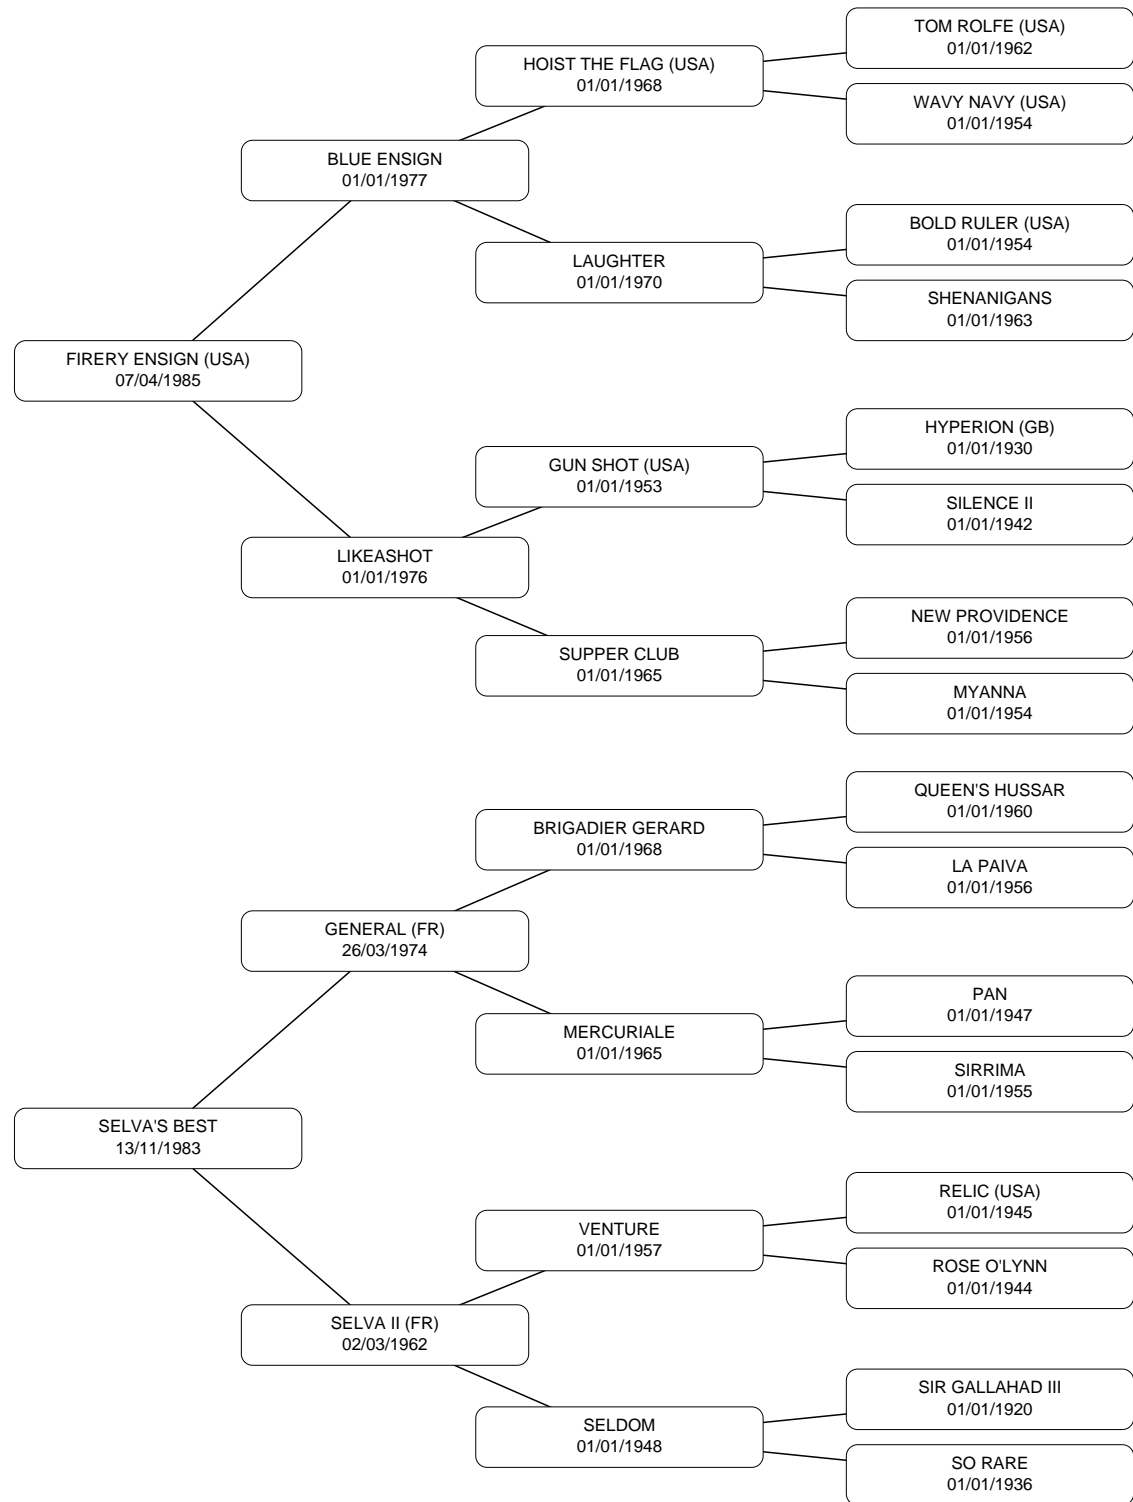 TOM ROLFE (USA)
01/01/1962
HOIST THE FLAG (USA)
01/01/1968
WAVY NAVY (USA)
01/01/1954
BLUE ENSIGN
01/01/1977
BOLD RULER (USA)
01/01/1954
LAUGHTER
01/01/1970
SHENANIGANS
01/01/1963
FIRERY ENSIGN (USA)
07/04/1985
HYPERION (GB)
01/01/1930
GUN SHOT (USA)
01/01/1953
SILENCE II
01/01/1942
LIKEASHOT
01/01/1976
NEW PROVIDENCE
01/01/1956
SUPPER CLUB
01/01/1965
MYANNA
01/01/1954
QUEEN'S HUSSAR
01/01/1960
BRIGADIER GERARD
01/01/1968
LA PAIVA
01/01/1956
GENERAL (FR)
26/03/1974
PAN
01/01/1947
MERCURIALE
01/01/1965
SIRRIMA
01/01/1955
SELVA'S BEST
13/11/1983
RELIC (USA)
01/01/1945
VENTURE
01/01/1957
ROSE O'LYNN
01/01/1944
SELVA II (FR)
02/03/1962
SIR GALLAHAD III
01/01/1920
SELDOM
01/01/1948
SO RARE
01/01/1936